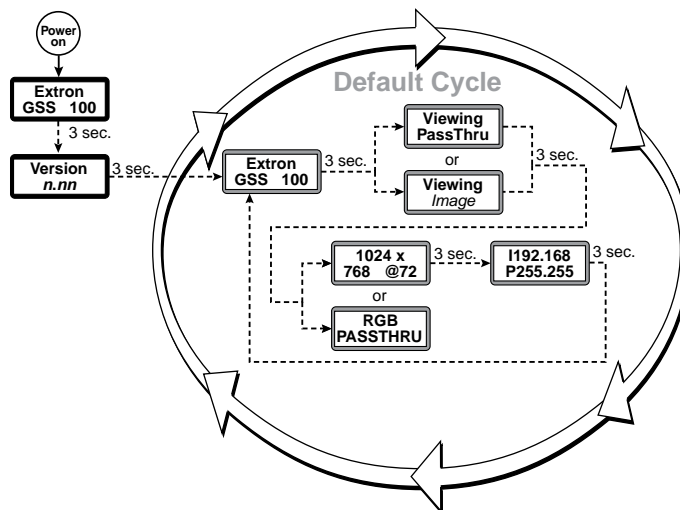 Power
on
Extron
GSS 100
3 sec.
Version
n.nn
3 sec.
Default Cycle
Extron
GSS 100
3 sec.
Viewing
PassThru
or
Viewing
Image
3 sec.
1024 x
768 @72
3 sec.
I192.168
P255.255
3 sec.
or
RGB
PASSTHRU